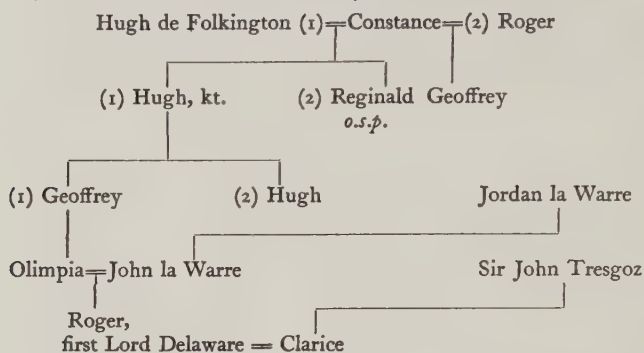 Hugh de Folkington (1)=Constance=(2) Roger
(1) Hugh, kt. (2) Reginald Geoffrey
o.s.p.
(1) Geoffrey (2) Hugh Jordan la Warre
Olimpia=John la Warre Sir John Tresgoz
Roger,
first Lord Delaware = Clarice